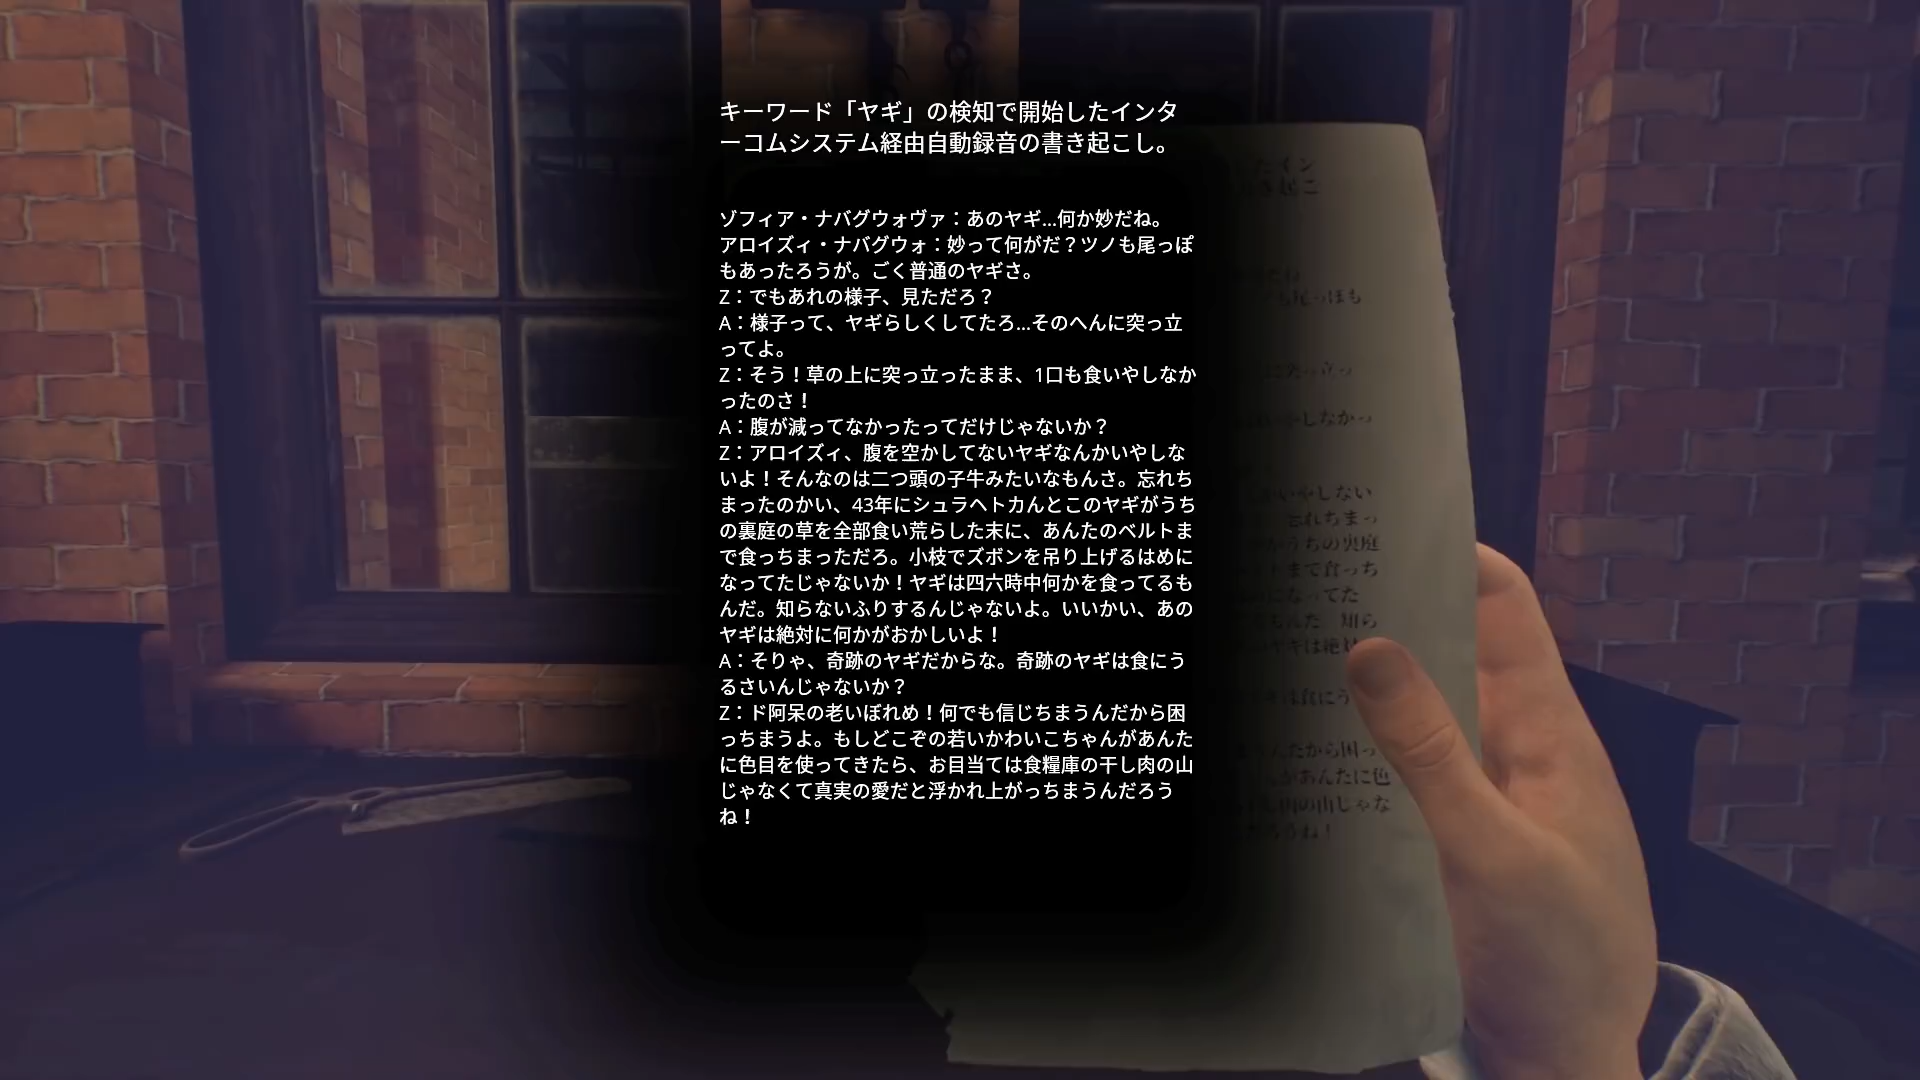 キーワード「ヤギ」の検知で開始したインタ
ーコムシステム経由自動録音の書き起こし。
ゾフィア・ナバグウォヴァ：あのヤギ...何か妙だね。
アロイズィ・ナバグウォ：妙って何がだ？ツノも尾っぽ
もあったろうが。ごく普通のヤギさ。
Z：でもあれの様子、見ただろ？
A：様子って、ヤギらしくしてたろ...そのへんに突っ立
ってよ。
Z：そう！草の上に突っ立ったまま、1口も食いやしなか
ったのさ！
A：腹が減ってなかったってだけじゃないか？
Z：アロイズィ、腹を空かしてないヤギなんかいやしな
いよ！そんなのは二つ頭の子牛みたいなもんさ。忘れち
まったのかい、43年にシュラヘトカんとこのヤギがうち
の裏庭の草を全部食い荒らした末に、あんたのベルトま
で食っちまっただろ。小枝でズボンを吊り上げるはめに
なってたじゃないか！ヤギは四六時中何かを食ってるも
んだ。知らないふりするんじゃないよ。いいかい、あの
ヤギは絶対に何かがおかしいよ！
A：そりゃ、奇跡のヤギだからな。奇跡のヤギは食にう
るさいんじゃないか？
Z：ド阿呆の老いぼれめ！何でも信じちまうんだから困
っちまうよ。もしどこぞの若いかわいこちゃんがあんた
に色目を使ってきたら、お目当ては食糧庫の干し肉の山
じゃなくて真実の愛だと浮かれ上がっちまうんだろう
ね！